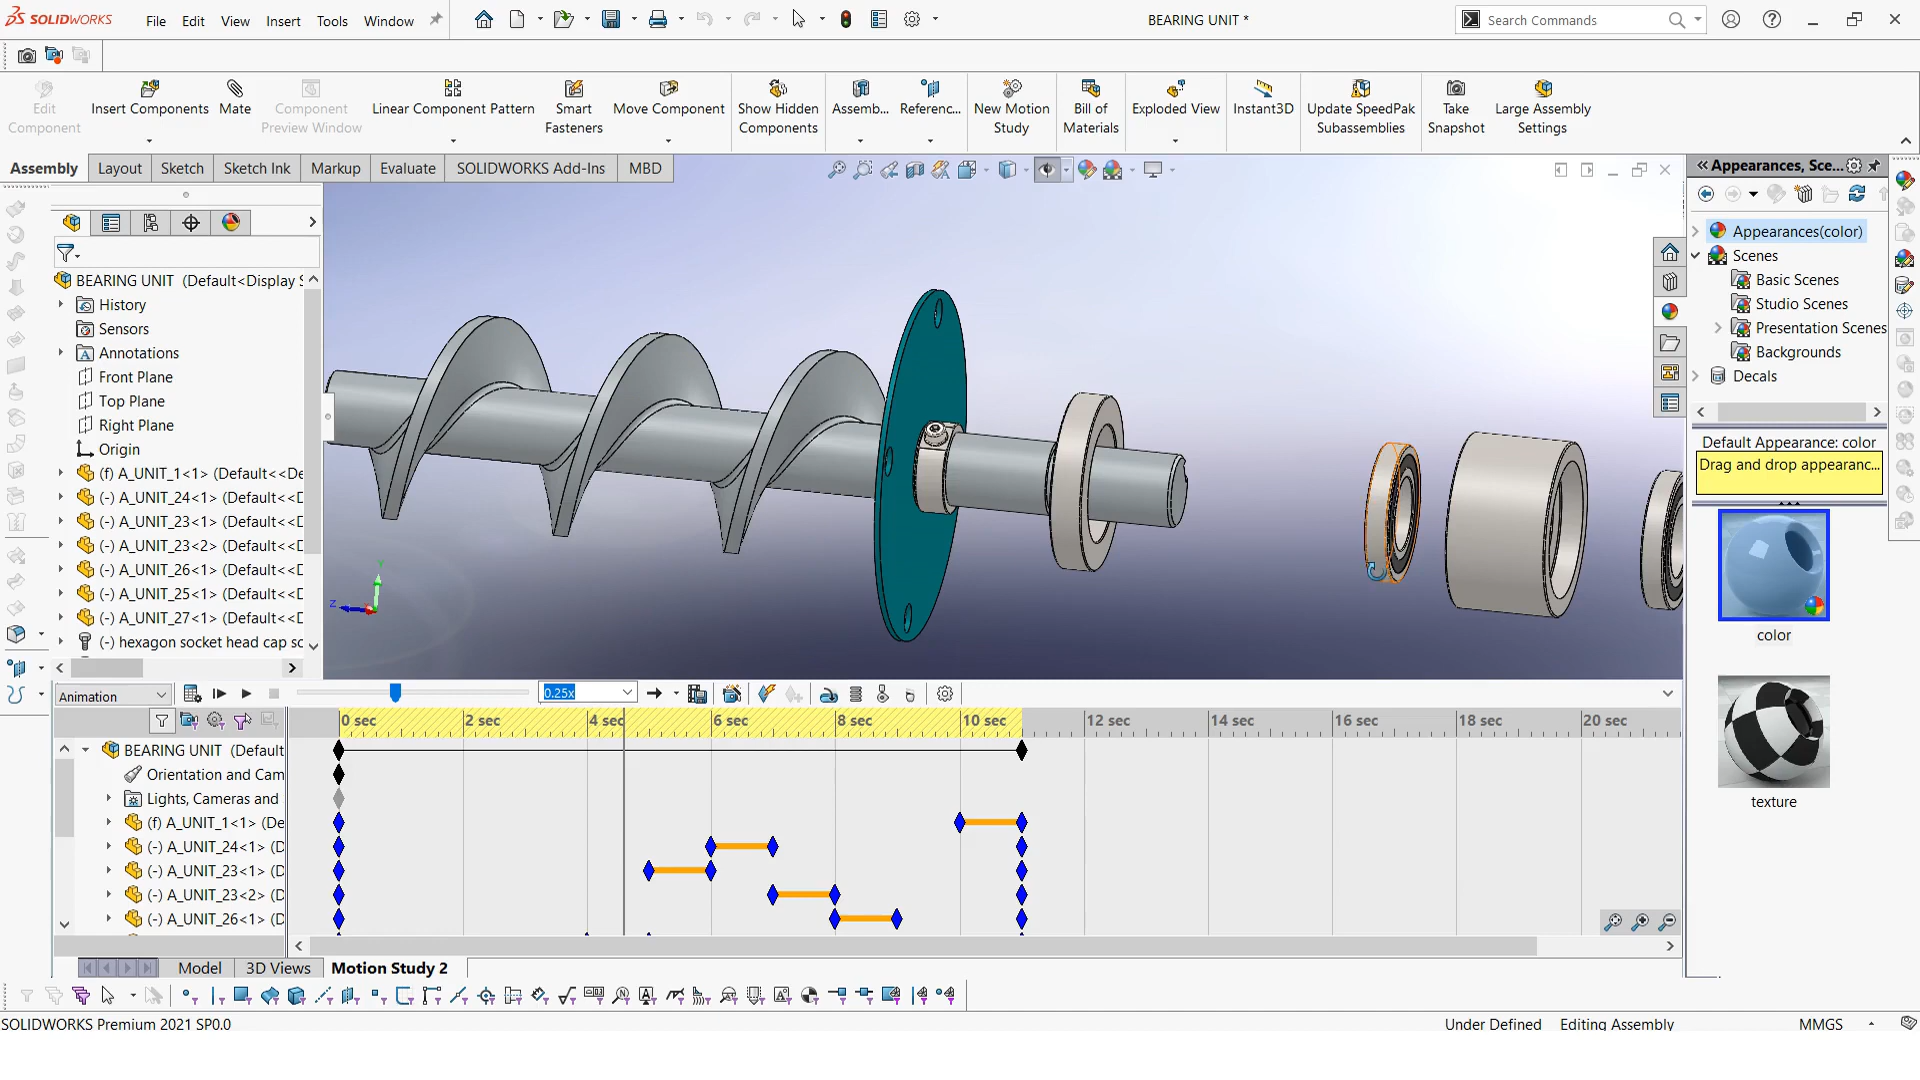 SOLIDWORKS File Edit View Insert Tools Window BEARING UNIT * Search Commands
Edit Component Insert Components Mate Component Preview Window Linear Component Pattern Smart Fasteners Move Component Show Hidden Components Assemb... Referenc... New Motion Study Bill of Materials Exploded View Instant3D Update SpeedPak Subassemblies Take Snapshot Large Assembly Settings
Assembly Layout Sketch Sketch Ink Markup Evaluate SOLIDWORKS Add-Ins MBD
BEARING UNIT (Default<Display S
History
Sensors
Annotations
Front Plane
Top Plane
Right Plane
Origin
(f) A_UNIT_1<1> (Default<<De
(-) A_UNIT_24<1> (Default<<D
(-) A_UNIT_23<1> (Default<<D
(-) A_UNIT_23<2> (Default<<D
(-) A_UNIT_26<1> (Default<<D
(-) A_UNIT_25<1> (Default<<D
(-) A_UNIT_27<1> (Default<<D
(-) hexagon socket head cap sc
Y
Z
Appearances, Sce...
Appearances(color)
Scenes
Basic Scenes
Studio Scenes
Presentation Scenes
Backgrounds
Decals
Default Appearance: color
Drag and drop appearanc...
color
texture
Animation 0.25x
0 sec 2 sec 4 sec 6 sec 8 sec 10 sec 12 sec 14 sec 16 sec 18 sec 20 sec
BEARING UNIT (Default
Orientation and Cam
Lights, Cameras and
(f) A_UNIT_1<1> (De
(-) A_UNIT_24<1> (D
(-) A_UNIT_23<1> (D
(-) A_UNIT_23<2> (D
(-) A_UNIT_26<1> (D
Model 3D Views Motion Study 2
SOLIDWORKS Premium 2021 SP0.0 Under Defined Editing Assembly MMGS